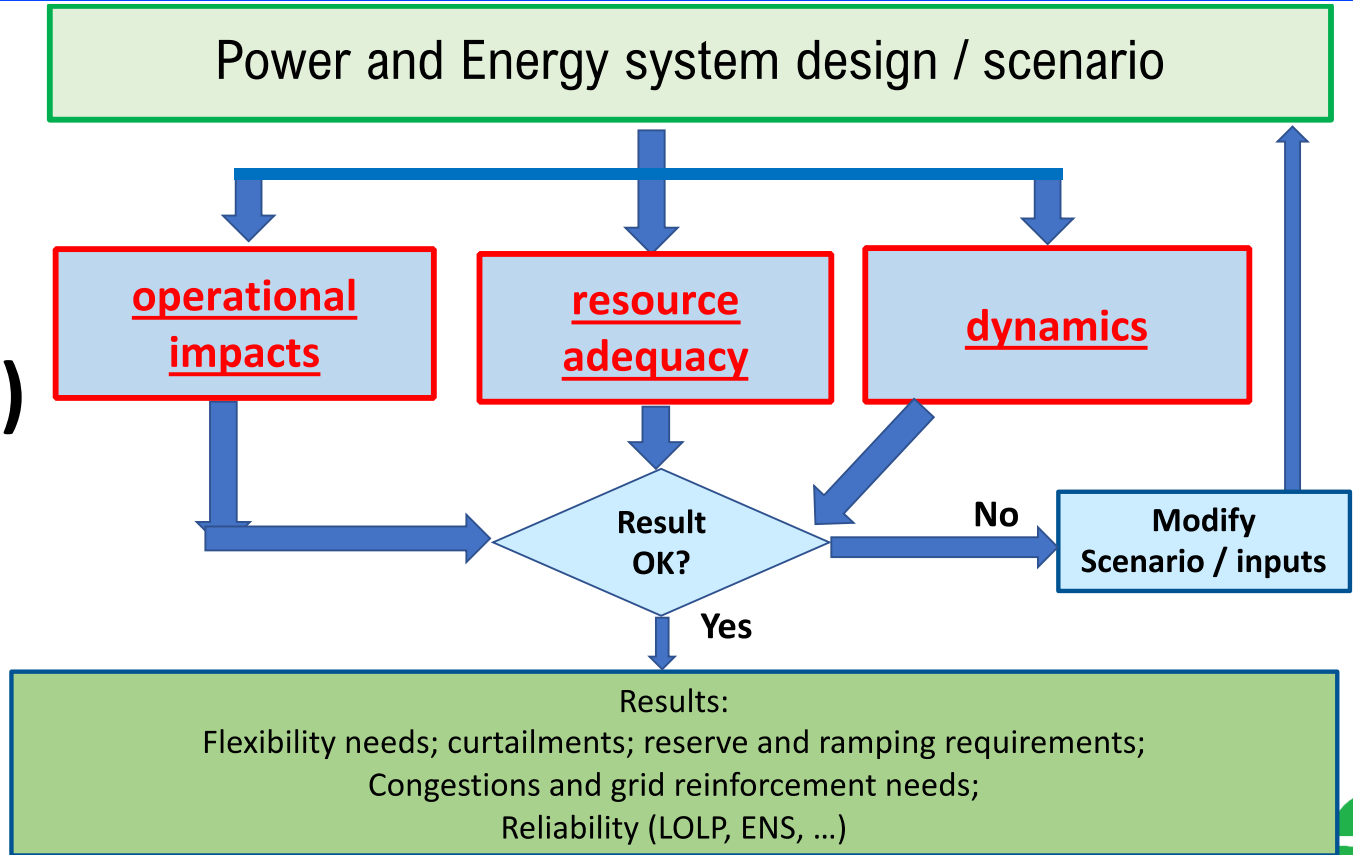 Power and Energy system design / scenario
operational
impacts
resource
adequacy
dynamics
)
Result
OK?
No
Modify
Scenario / inputs
Yes
Results:
Flexibility needs; curtailments; reserve and ramping requirements;
Congestions and grid reinforcement needs;
Reliability (LOLP, ENS, …)